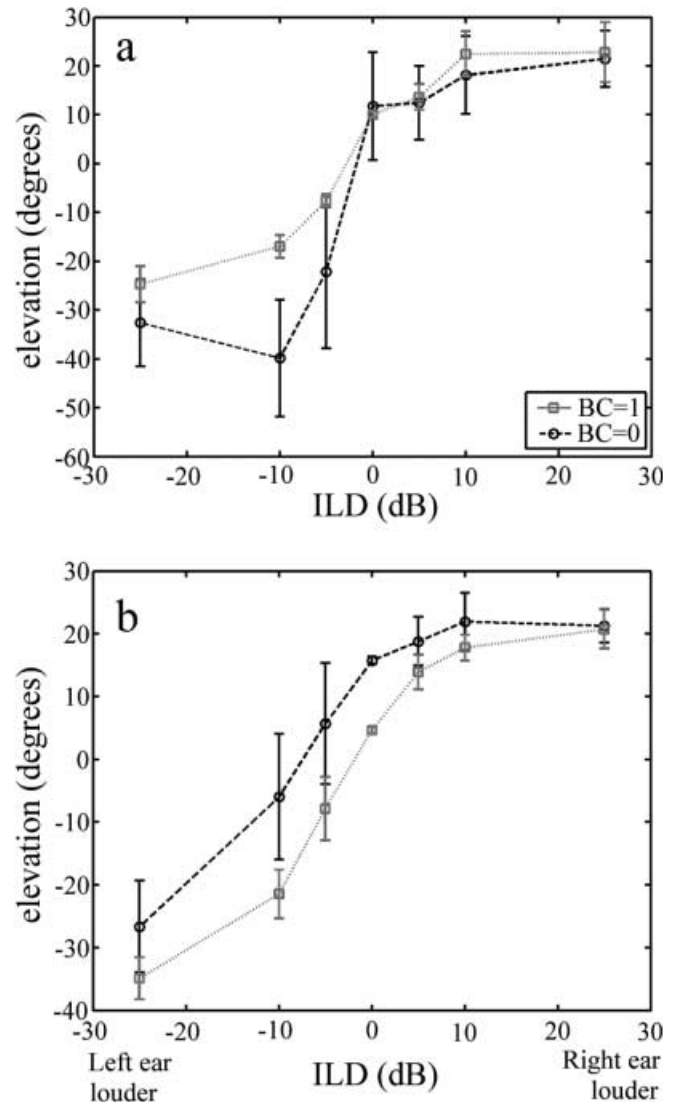 a
30
20
10
0
-10
-20
-30
-40
-50
-60
elevation (degrees)
BC=1
BC=0
-30 -20 -10 0 10 20 30
ILD (dB)
b
30
20
10
0
-10
-20
-30
-40
elevation (degrees)
-30 -20 -10 0 10 20 30
Left ear
louder
ILD (dB)
Right ear
louder